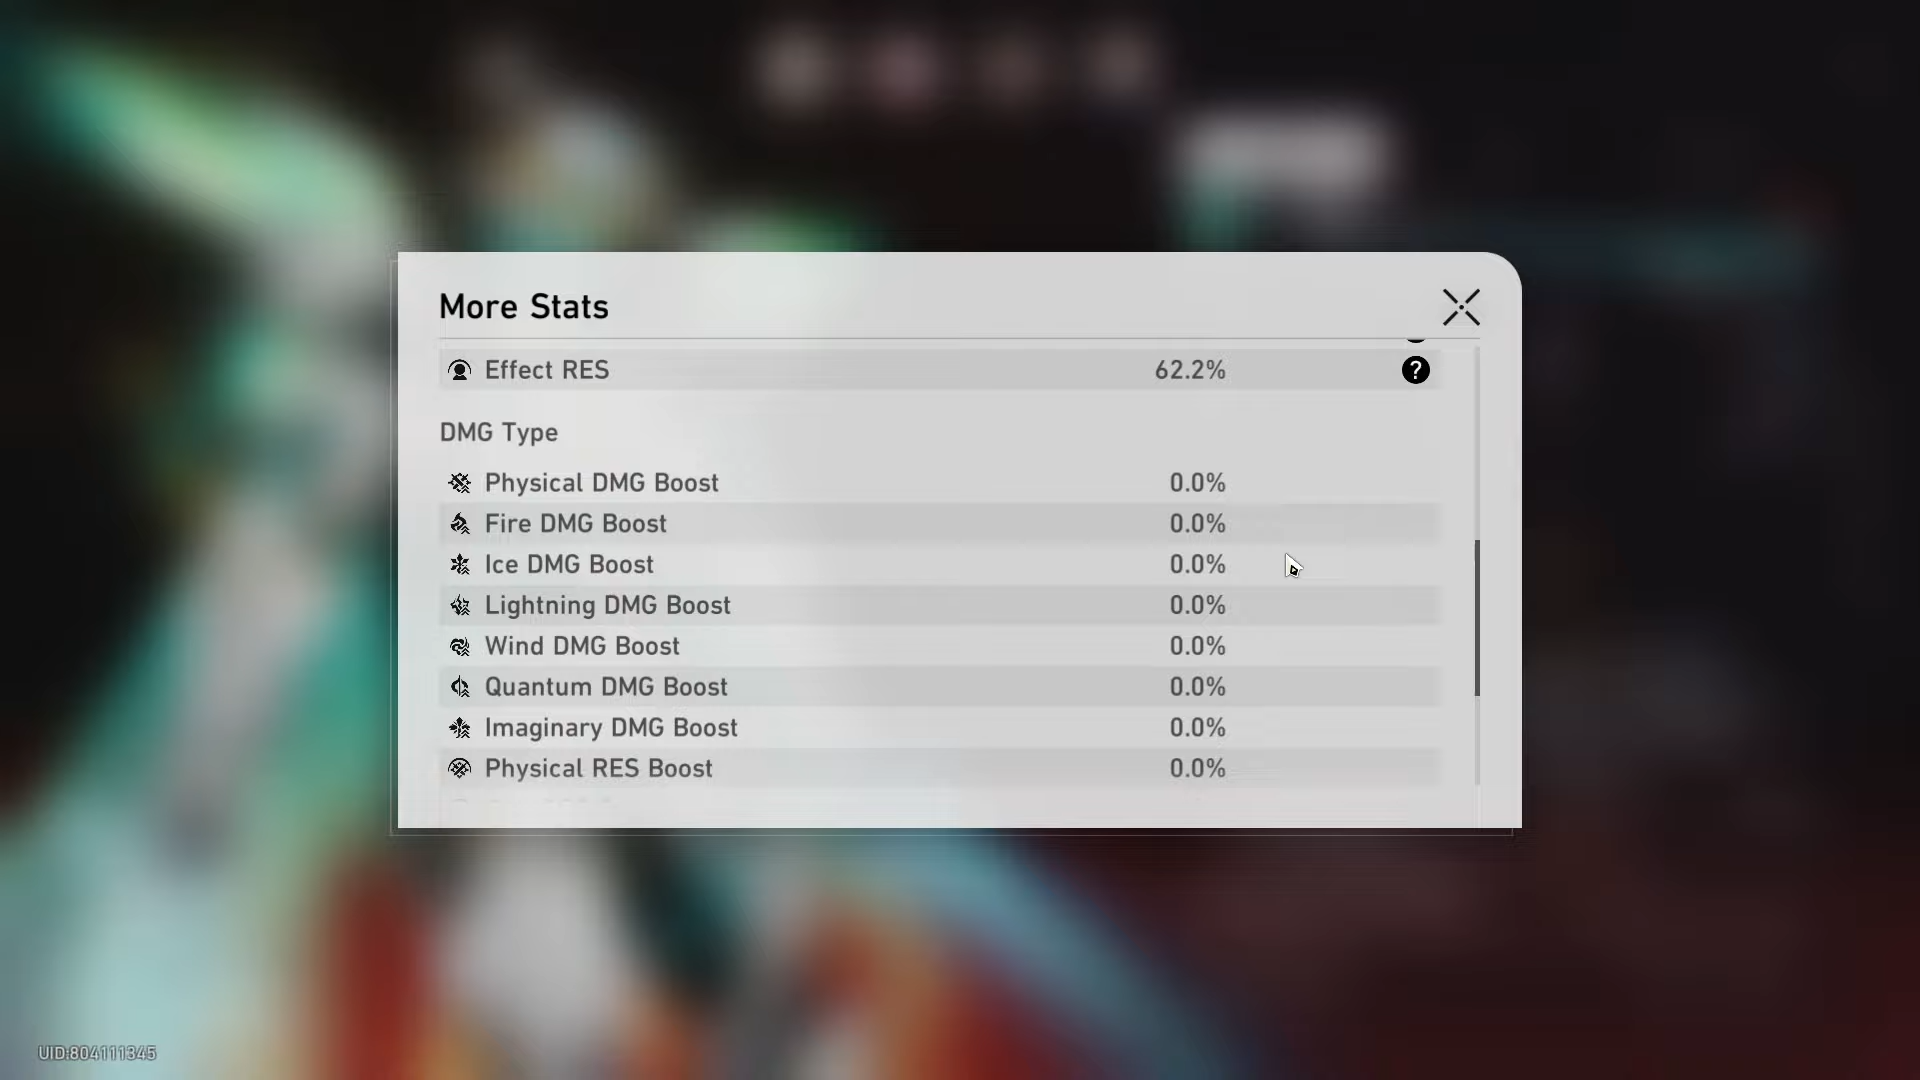 More Stats
Effect RES 62.2% ?
DMG Type
Physical DMG Boost 0.0%
Fire DMG Boost 0.0%
Ice DMG Boost 0.0%
Lightning DMG Boost 0.0%
Wind DMG Boost 0.0%
Quantum DMG Boost 0.0%
Imaginary DMG Boost 0.0%
Physical RES Boost 0.0%
UID:804111345